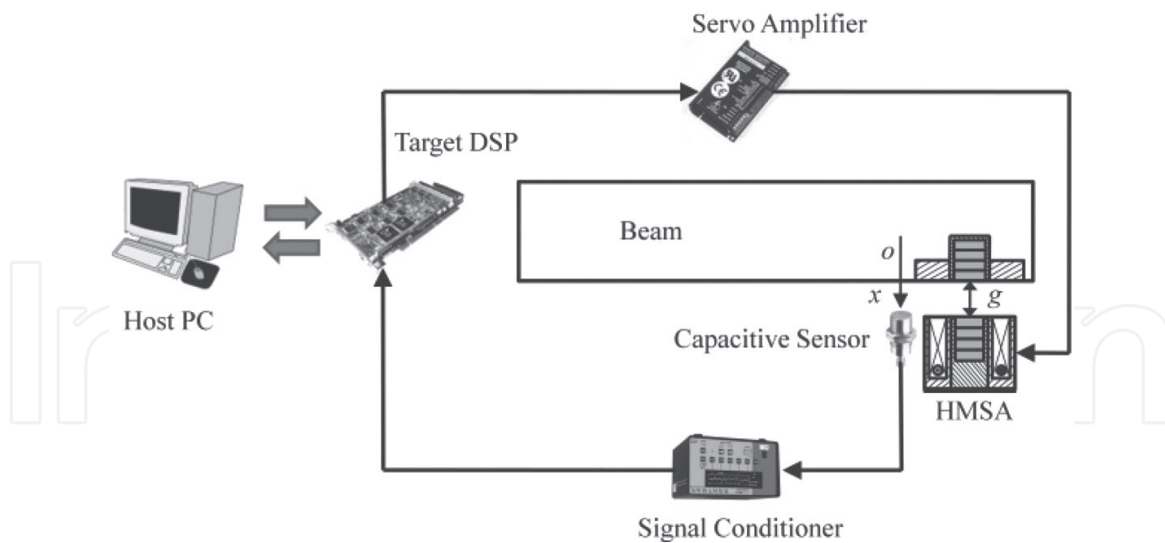 Servo Amplifier
Target DSP
Beam
o
x
g
Host PC
Capacitive Sensor
HMSA
Signal Conditioner